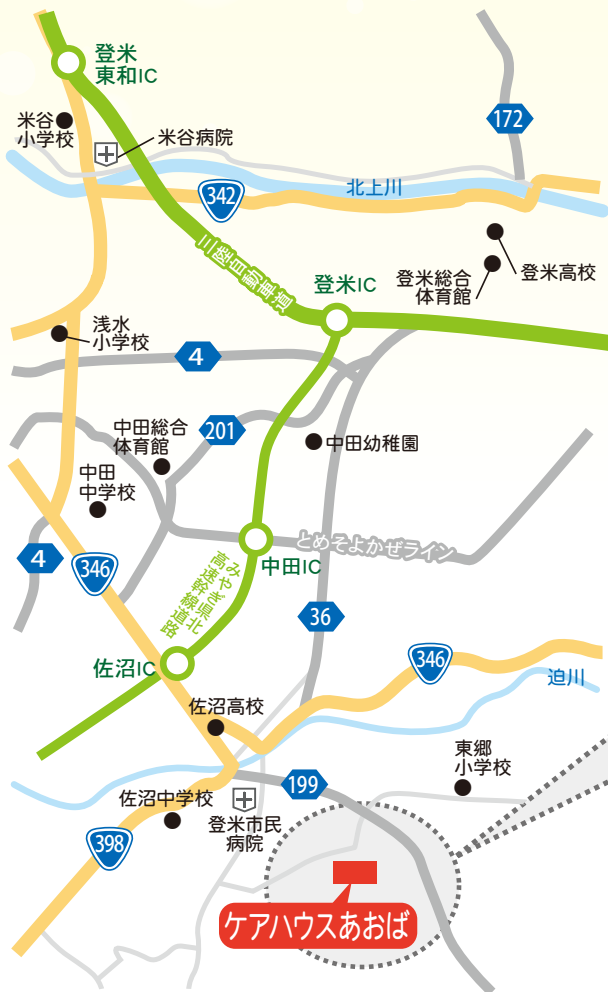 登米
東和IC
米谷
小学校
米谷病院
172
342
北上川
三陸自動車道
登米IC
登米総合
体育館
登米高校
浅水
小学校
4
201
中田総合
体育館
中田幼稚園
中田
中学校
とめそよかぜライン
4
346
中田IC
みやぎ県北
高速幹線道路
36
佐沼IC
346
迫川
佐沼高校
東郷
小学校
199
佐沼中学校
登米市民
病院
398
ケアハウスあおば